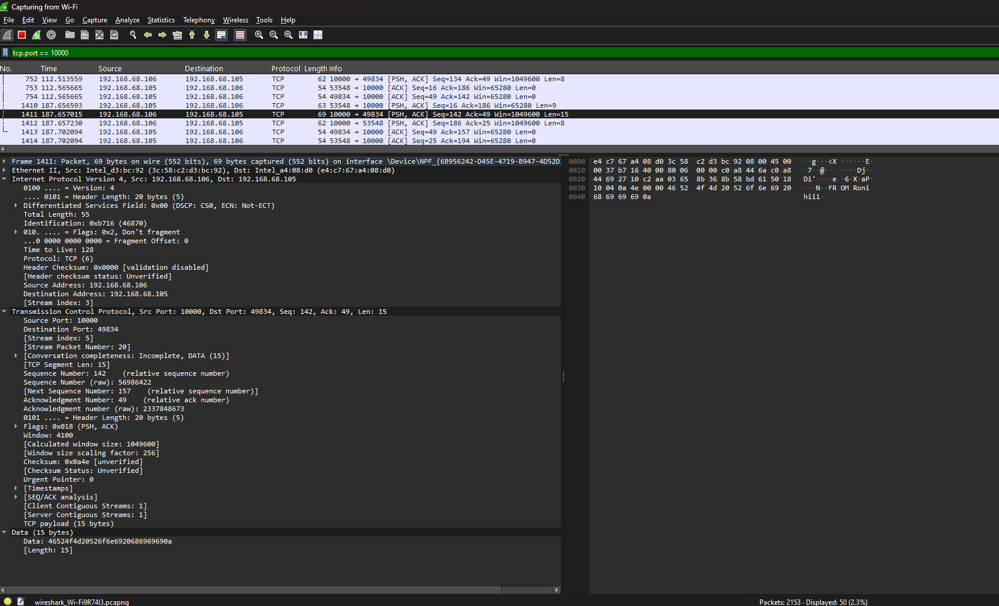 Capturing from Wi-Fi
File Edit View Go Capture Analyze Statistics Telephony Wireless Tools Help
tcp.port == 10000
No. Time Source Destination Protocol Length Info
752 112.513559 192.168.68.106 192.168.68.105 TCP 62 10000 → 49834 [PSH, ACK] Seq=134 Ack=49 Win=1049600 Len=8
753 112.565665 192.168.68.105 192.168.68.106 TCP 54 53548 → 10000 [ACK] Seq=16 Ack=186 Win=65280 Len=0
754 112.565665 192.168.68.105 192.168.68.106 TCP 54 49834 → 10000 [ACK] Seq=49 Ack=142 Win=65280 Len=0
1410 187.656593 192.168.68.105 192.168.68.106 TCP 63 53548 → 10000 [PSH, ACK] Seq=16 Ack=186 Win=65280 Len=9
1411 187.657015 192.168.68.106 192.168.68.105 TCP 69 10000 → 49834 [PSH, ACK] Seq=142 Ack=49 Win=1049600 Len=15
1412 187.657230 192.168.68.106 192.168.68.105 TCP 62 10000 → 53548 [PSH, ACK] Seq=186 Ack=25 Win=1049600 Len=8
1413 187.702094 192.168.68.105 192.168.68.106 TCP 54 49834 → 10000 [ACK] Seq=49 Ack=157 Win=65280 Len=0
1414 187.702094 192.168.68.105 192.168.68.106 TCP 54 53548 → 10000 [ACK] Seq=25 Ack=194 Win=65280 Len=0
Frame 1411: Packet, 69 bytes on wire (552 bits), 69 bytes captured (552 bits) on interface \Device\NPF_{6B956242-D45E-4719-B947-4D52D
Ethernet II, Src: Intel_d3:bc:92 (3c:58:c2:d3:bc:92), Dst: Intel_a4:08:d0 (e4:c7:67:a4:08:d0)
Internet Protocol Version 4, Src: 192.168.68.106, Dst: 192.168.68.105
0100 .... = Version: 4
.... 0101 = Header Length: 20 bytes (5)
Differentiated Services Field: 0x00 (DSCP: CS0, ECN: Not-ECT)
Total Length: 55
Identification: 0xb716 (46870)
010. .... = Flags: 0x2, Don't fragment
...0 0000 0000 0000 = Fragment Offset: 0
Time to Live: 128
Protocol: TCP (6)
Header Checksum: 0x0000 [validation disabled]
[Header checksum status: Unverified]
Source Address: 192.168.68.106
Destination Address: 192.168.68.105
[Stream index: 3]
Transmission Control Protocol, Src Port: 10000, Dst Port: 49834, Seq: 142, Ack: 49, Len: 15
Source Port: 10000
Destination Port: 49834
[Stream index: 5]
[Stream Packet Number: 20]
[Conversation completeness: Incomplete, DATA (15)]
[TCP Segment Len: 15]
Sequence Number: 142 (relative sequence number)
Sequence Number (raw): 56986422
[Next Sequence Number: 157 (relative sequence number)]
Acknowledgment Number: 49 (relative ack number)
Acknowledgment number (raw): 2337848673
0101 .... = Header Length: 20 bytes (5)
Flags: 0x018 (PSH, ACK)
Window: 4100
[Calculated window size: 1049600]
[Window size scaling factor: 256]
Checksum: 0x0a4e [unverified]
[Checksum Status: Unverified]
Urgent Pointer: 0
[Timestamps]
[SEQ/ACK analysis]
[Client Contiguous Streams: 1]
[Server Contiguous Streams: 1]
TCP payload (15 bytes)
Data (15 bytes)
Data: 46524f4d20526f6e6920686969690a
[Length: 15]
0000 e4 c7 67 a4 08 d0 3c 58 c2 d3 bc 92 08 00 45 00 ··g···<X ······E·
0010 00 37 b7 16 40 00 80 06 00 00 c0 a8 44 6a c0 a8 ·7··@··· ····Dj··
0020 44 69 27 10 c2 aa 03 65 8b 36 8b 58 bd 61 50 18 Di'····e ·6·X·aP·
0030 10 04 0a 4e 00 00 46 52 4f 4d 20 52 6f 6e 69 20 ···N··FR OM Roni
0040 68 69 69 69 0a hiii·
wireshark_Wi-Fi9R74I3.pcapng
Packets: 2153 · Displayed: 50 (2.3%)